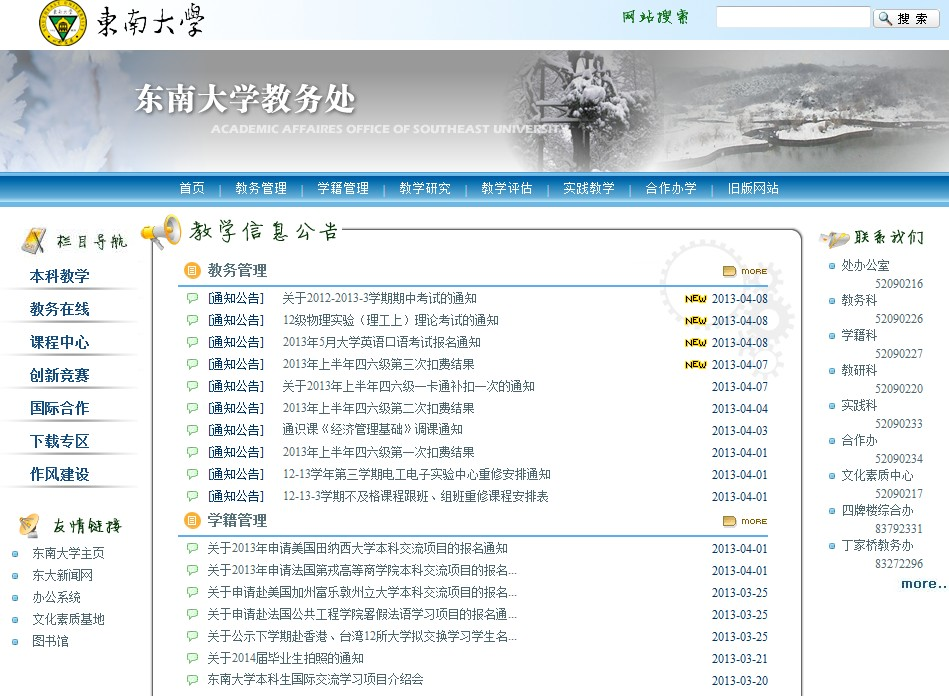 東南大学
网站搜索
搜 索
东南大学教务处
ACADEMIC AFFAIRES OFFICE OF SOUTHEAST UNIVERSITY
首页 | 教务管理 | 学籍管理 | 教学研究 | 教学评估 | 实践教学 | 合作办学 | 旧版网站
栏目导航
本科教学
教务在线
课程中心
创新竞赛
国际合作
下载专区
作风建设
友情链接
东南大学主页
东大新闻网
办公系统
文化素质基地
图书馆
教学信息公告
教务管理 MORE
[通知公告] 关于2012-2013-3学期期中考试的通知 NEW 2013-04-08
[通知公告] 12级物理实验（理工上）理论考试的通知 NEW 2013-04-08
[通知公告] 2013年5月大学英语口语考试报名通知 NEW 2013-04-08
[通知公告] 2013年上半年四六级第三次扣费结果 NEW 2013-04-07
[通知公告] 关于2013年上半年四六级一卡通补扣一次的通知 2013-04-07
[通知公告] 2013年上半年四六级第二次扣费结果 2013-04-04
[通知公告] 通识课《经济管理基础》调课通知 2013-04-03
[通知公告] 2013年上半年四六级第一次扣费结果 2013-04-01
[通知公告] 12-13学年第三学期电工电子实验中心重修安排通知 2013-04-01
[通知公告] 12-13-3学期不及格课程跟班、组班重修课程安排表 2013-04-01
学籍管理 MORE
关于2013年申请美国田纳西大学本科交流项目的报名通知 2013-04-01
关于2013年申请法国第戎高等商学院本科交流项目的报名... 2013-04-01
关于申请赴美国加州富乐敦州立大学本科交流项目的报名... 2013-03-25
关于申请赴法国公共工程学院暑假法语学习项目的报名通... 2013-03-25
关于公示下学期赴香港、台湾12所大学拟交换学习学生名... 2013-03-25
关于2014届毕业生拍照的通知 2013-03-21
东南大学本科生国际交流学习项目介绍会 2013-03-20
联系我们
处办公室
52090216
教务科
52090226
学籍科
52090227
教研科
52090220
实践科
52090233
合作办
52090234
文化素质中心
52090217
四牌楼综合办
83792331
丁家桥教务办
83272296
more..